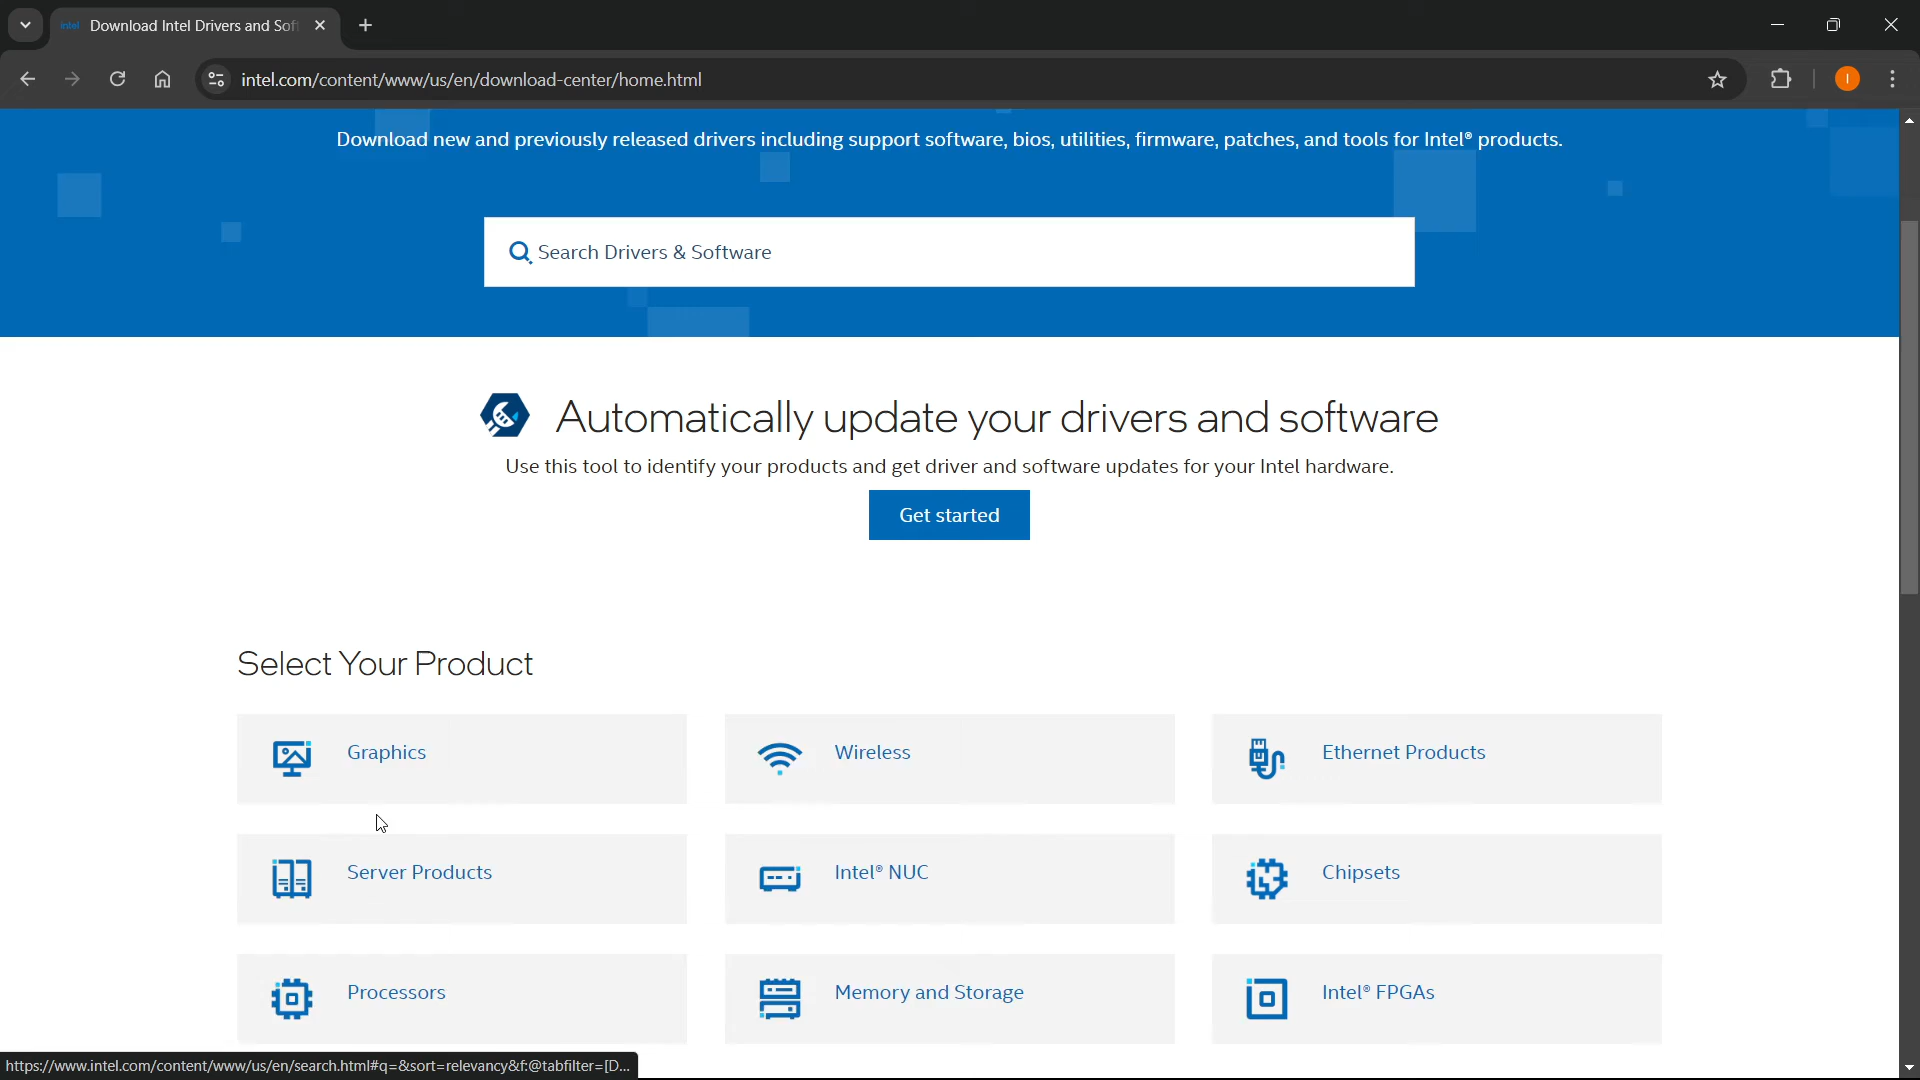 intel
Download Intel Drivers and Sof
intel.com/content/www/us/en/download-center/home.html
I
Download new and previously released drivers including support software, bios, utilities, firmware, patches, and tools for Intel® products.
Search Drivers & Software
Automatically update your drivers and software
Use this tool to identify your products and get driver and software updates for your Intel hardware.
Get started
Select Your Product
Graphics
Wireless
Ethernet Products
Server Products
Intel® NUC
Chipsets
Processors
Memory and Storage
Intel® FPGAs
https://www.intel.com/content/www/us/en/search.html#q=&sort=relevancy&f:@tabfilter=[D...